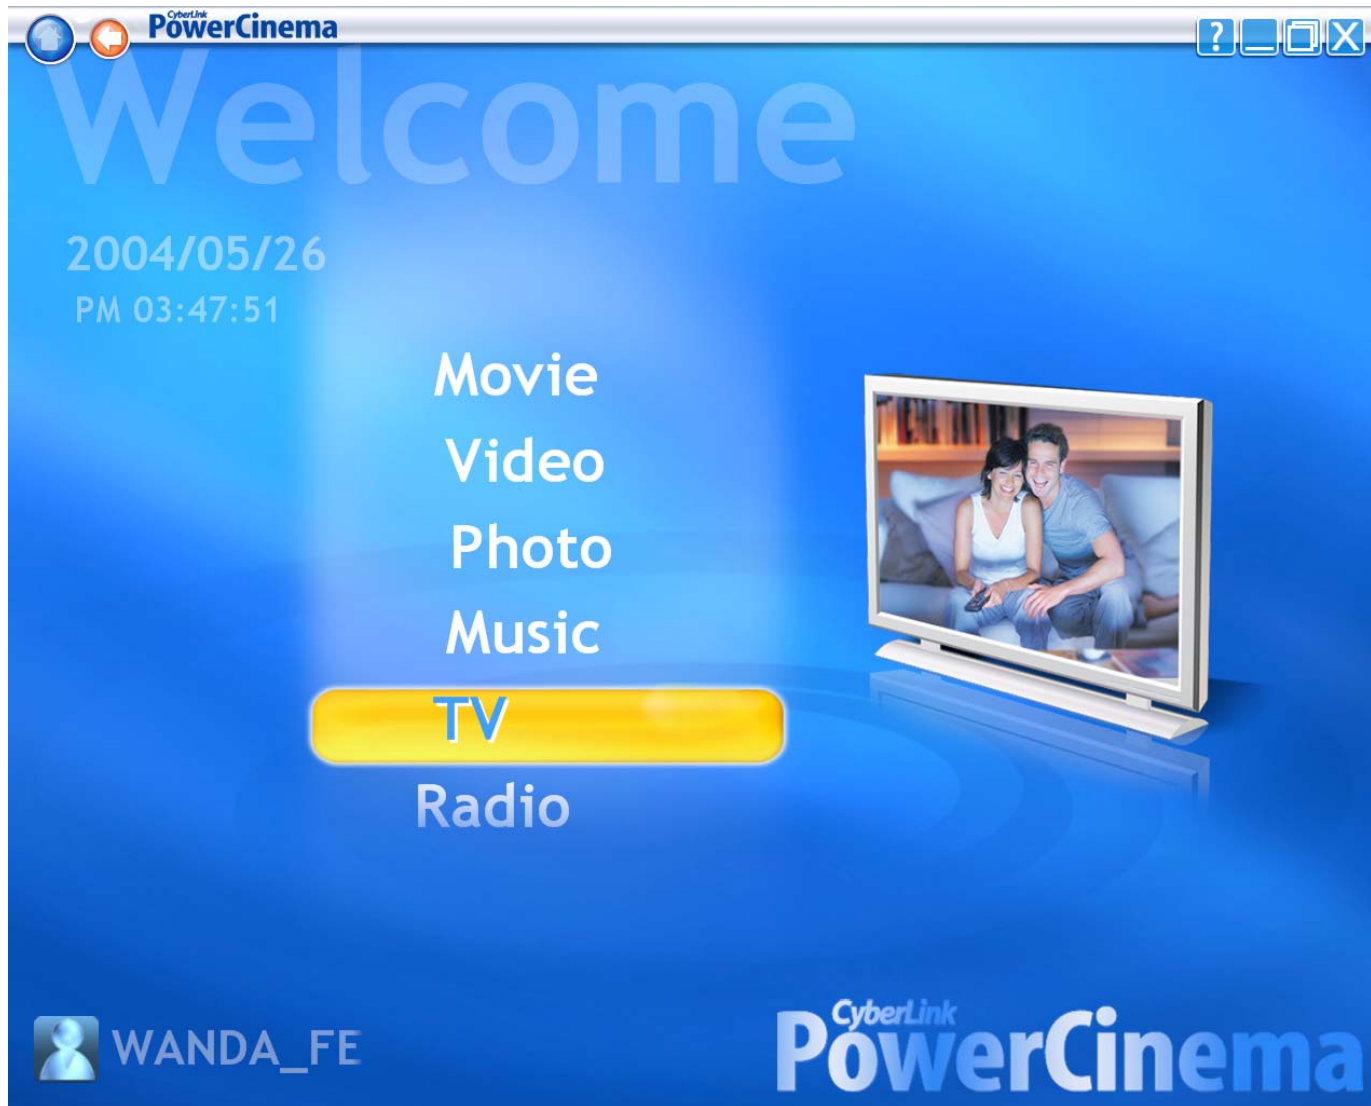 CyberLink
PowerCinema
?
Welcome
2004/05/26
PM 03:47:51
Movie
Video
Photo
Music
TV
Radio
WANDA_FE
CyberLink
PowerCinema